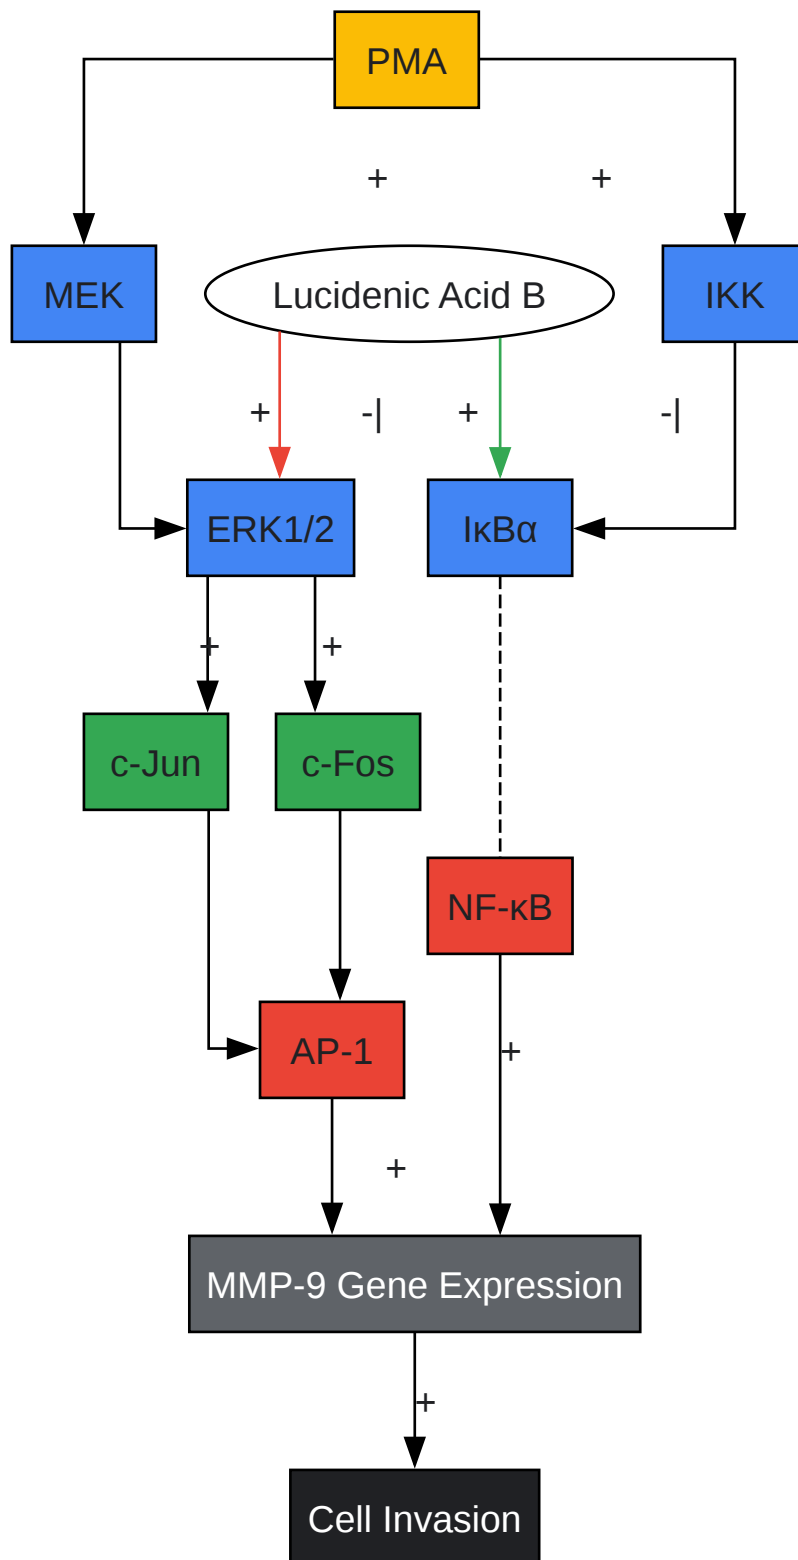 PMA
+
+
MEK
Lucidenic Acid B
IKK
+
-|
+
-|
ERK1/2
IκBα
+
+
c-Jun
c-Fos
NF-κB
AP-1
+
+
MMP-9 Gene Expression
+
Cell Invasion